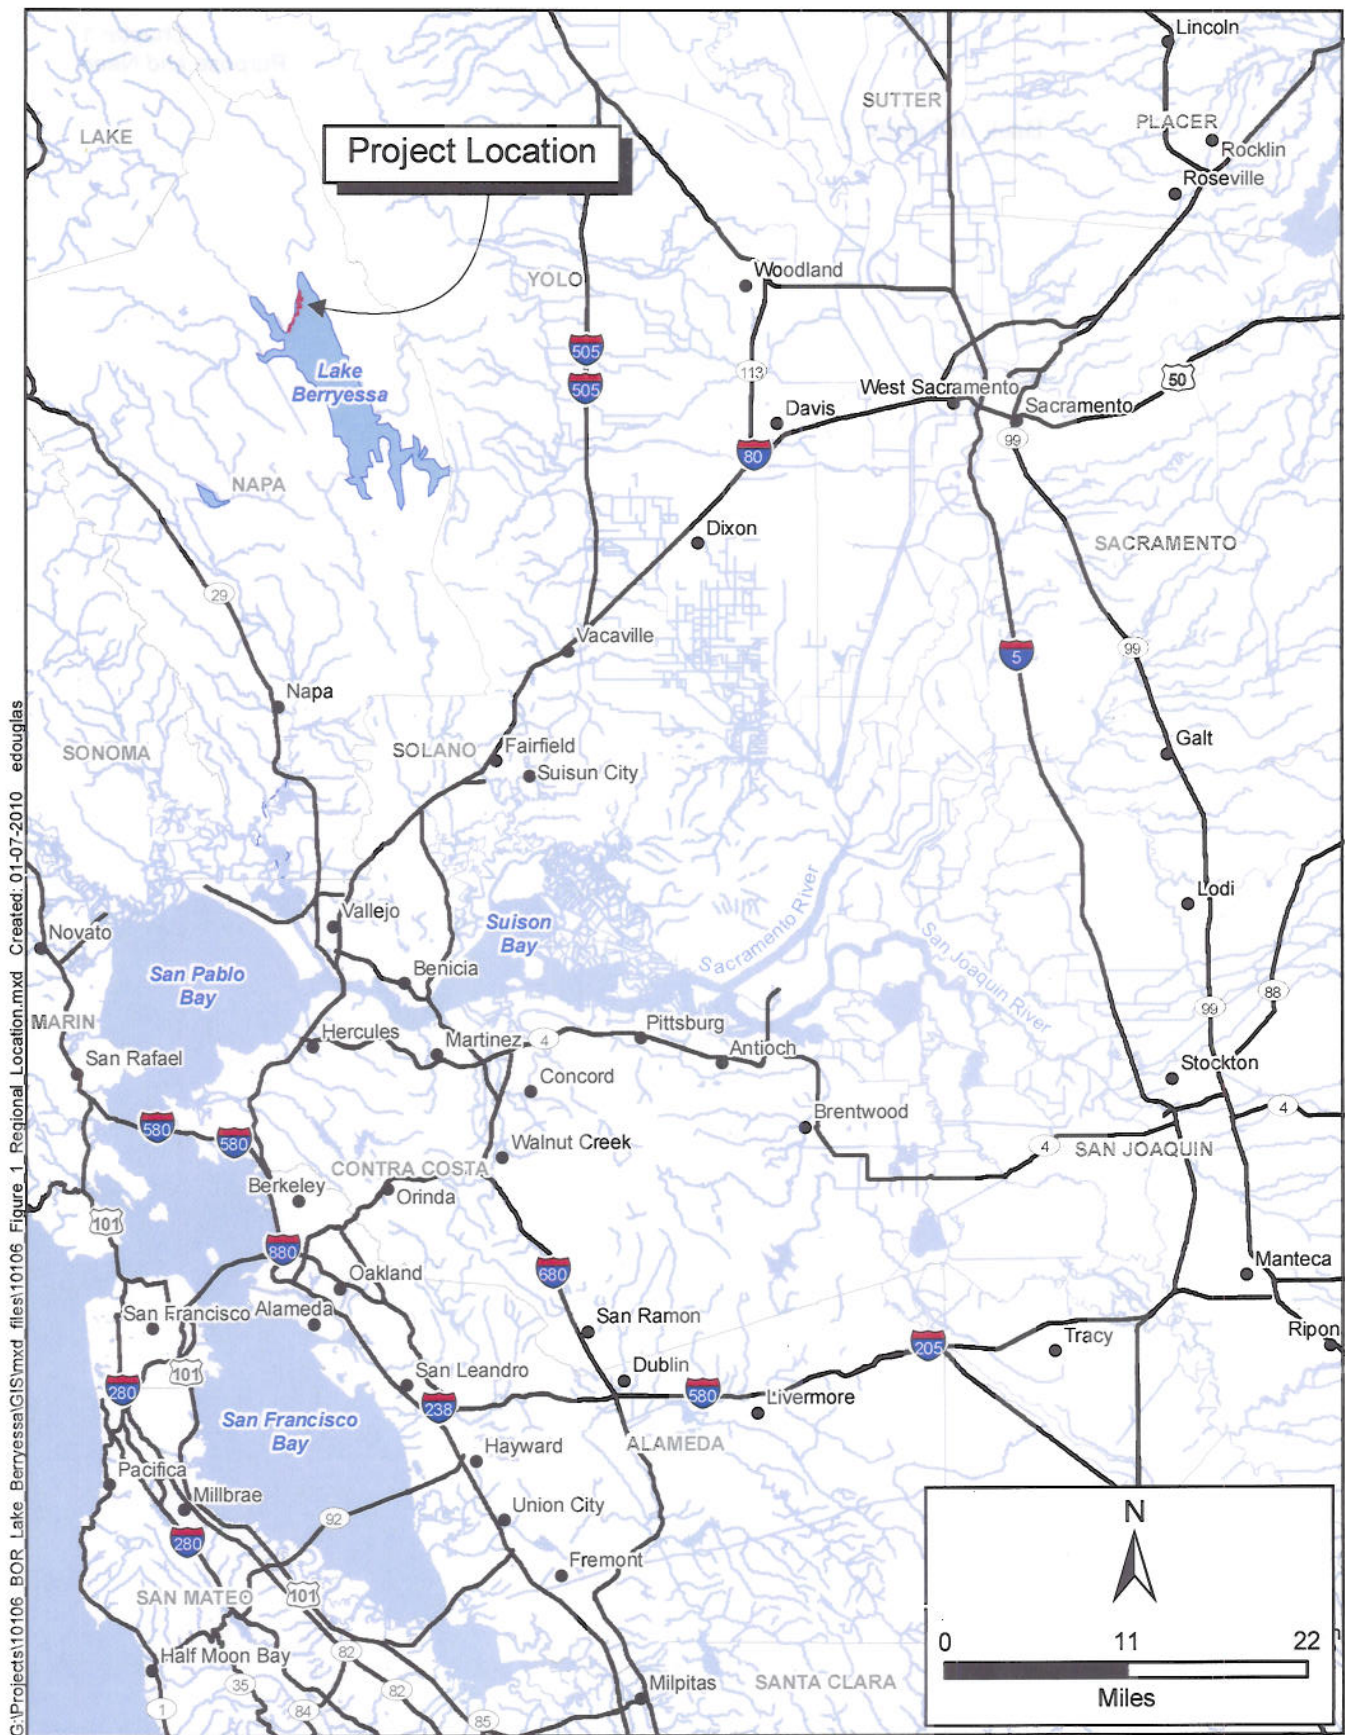 Lincoln
SUTTER
PLACER
LAKE
Project Location
Rocklin
Roseville
Woodland
YOLO
505
Lake
Berryessa
113
505
West Sacramento
50
Davis
Sacramento
99
80
NAPA
Dixon
SACRAMENTO
29
Vacaville
99
5
Napa
Galt
SONOMA
SOLANO
Fairfield
Suisun City
Lodi
Sacramento River
Vallejo
Suison
Bay
San Joaquin River
Novato
San Pablo
Bay
Benicia
88
99
MARIN
Hercules
Martinez
4
Pittsburg
Antioch
San Rafael
Stockton
Concord
4
Brentwood
580
580
Walnut Creek
4
SAN JOAQUIN
CONTRA COSTA
Berkeley
Orinda
101
880
Manteca
680
Oakland
San Francisco
Alameda
San Ramon
Ripon
205
Tracy
101
San Leandro
Dublin
280
580
Livermore
238
San Francisco
Bay
Hayward
ALAMEDA
Pacifica
Millbrae
Union City
92
N
280
Fremont
101
SAN MATEO
0
11
22
Half Moon Bay
82
Milpitas
SANTA CLARA
35
82
Miles
1
84
85
G:\Projects\10106_BOR_Lake_Berryessa\GIS\mxd_files\10106_Figure_1_Regional_Location.mxd Created: 01-07-2010 edouglas